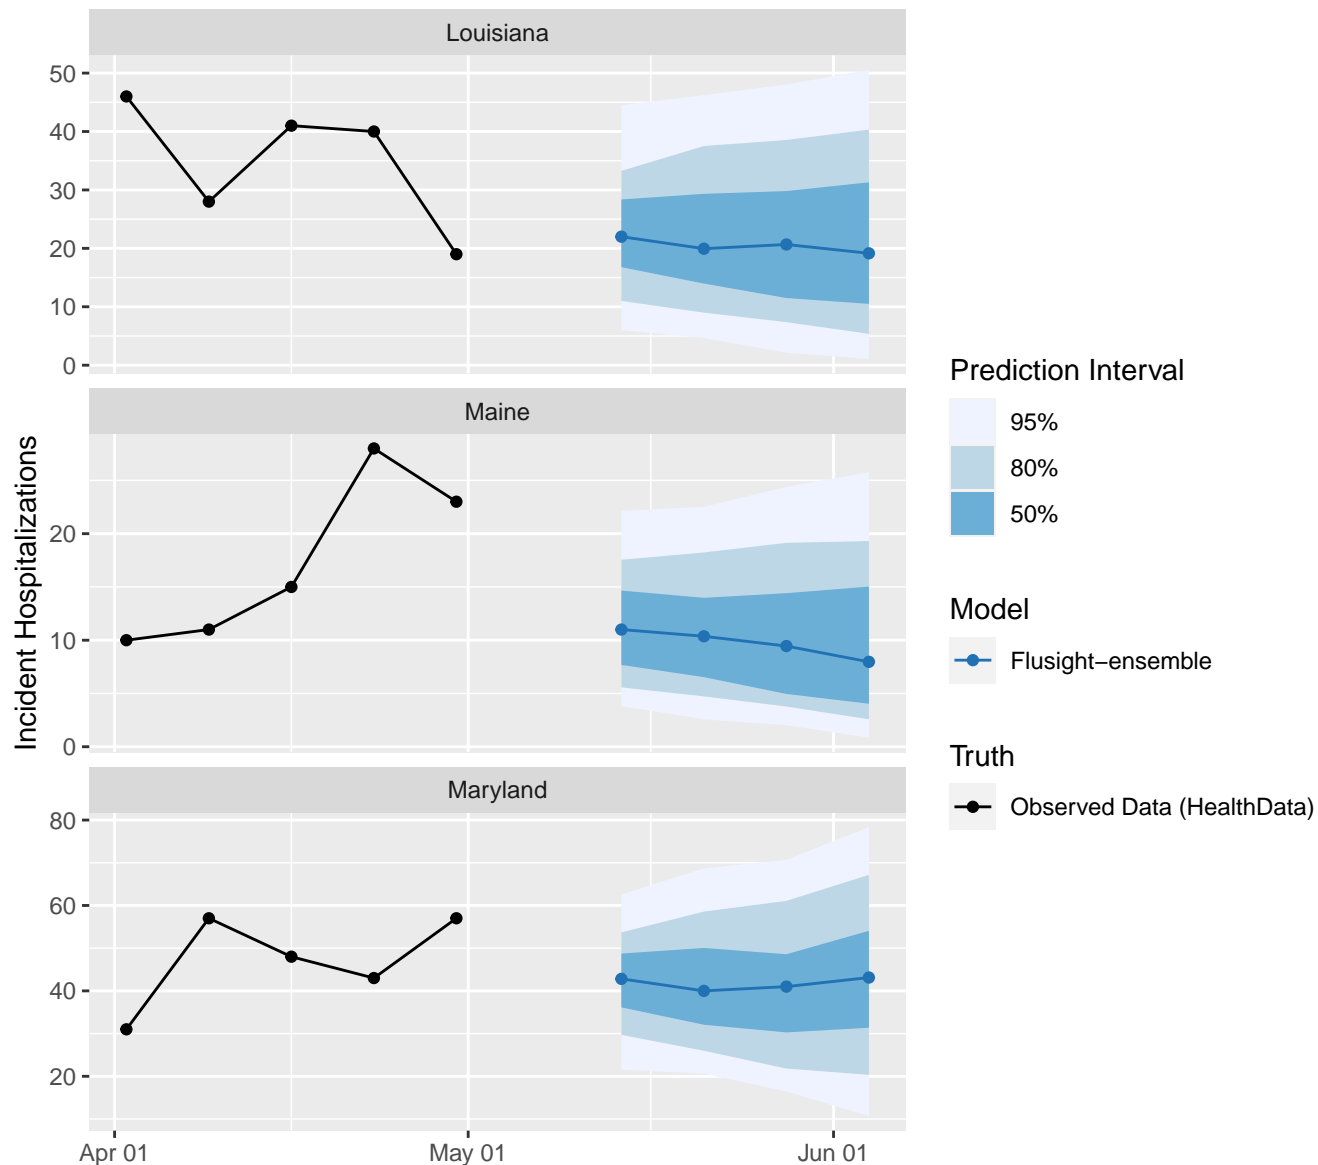 Louisiana
50
40
30
20
10
0
Maine
20
10
0
Maryland
80
60
40
20
Apr 01 May 01 Jun 01
Incident Hospitalizations
Prediction Interval
95%
80%
50%
Model
Flusight−ensemble
Truth
Observed Data (HealthData)